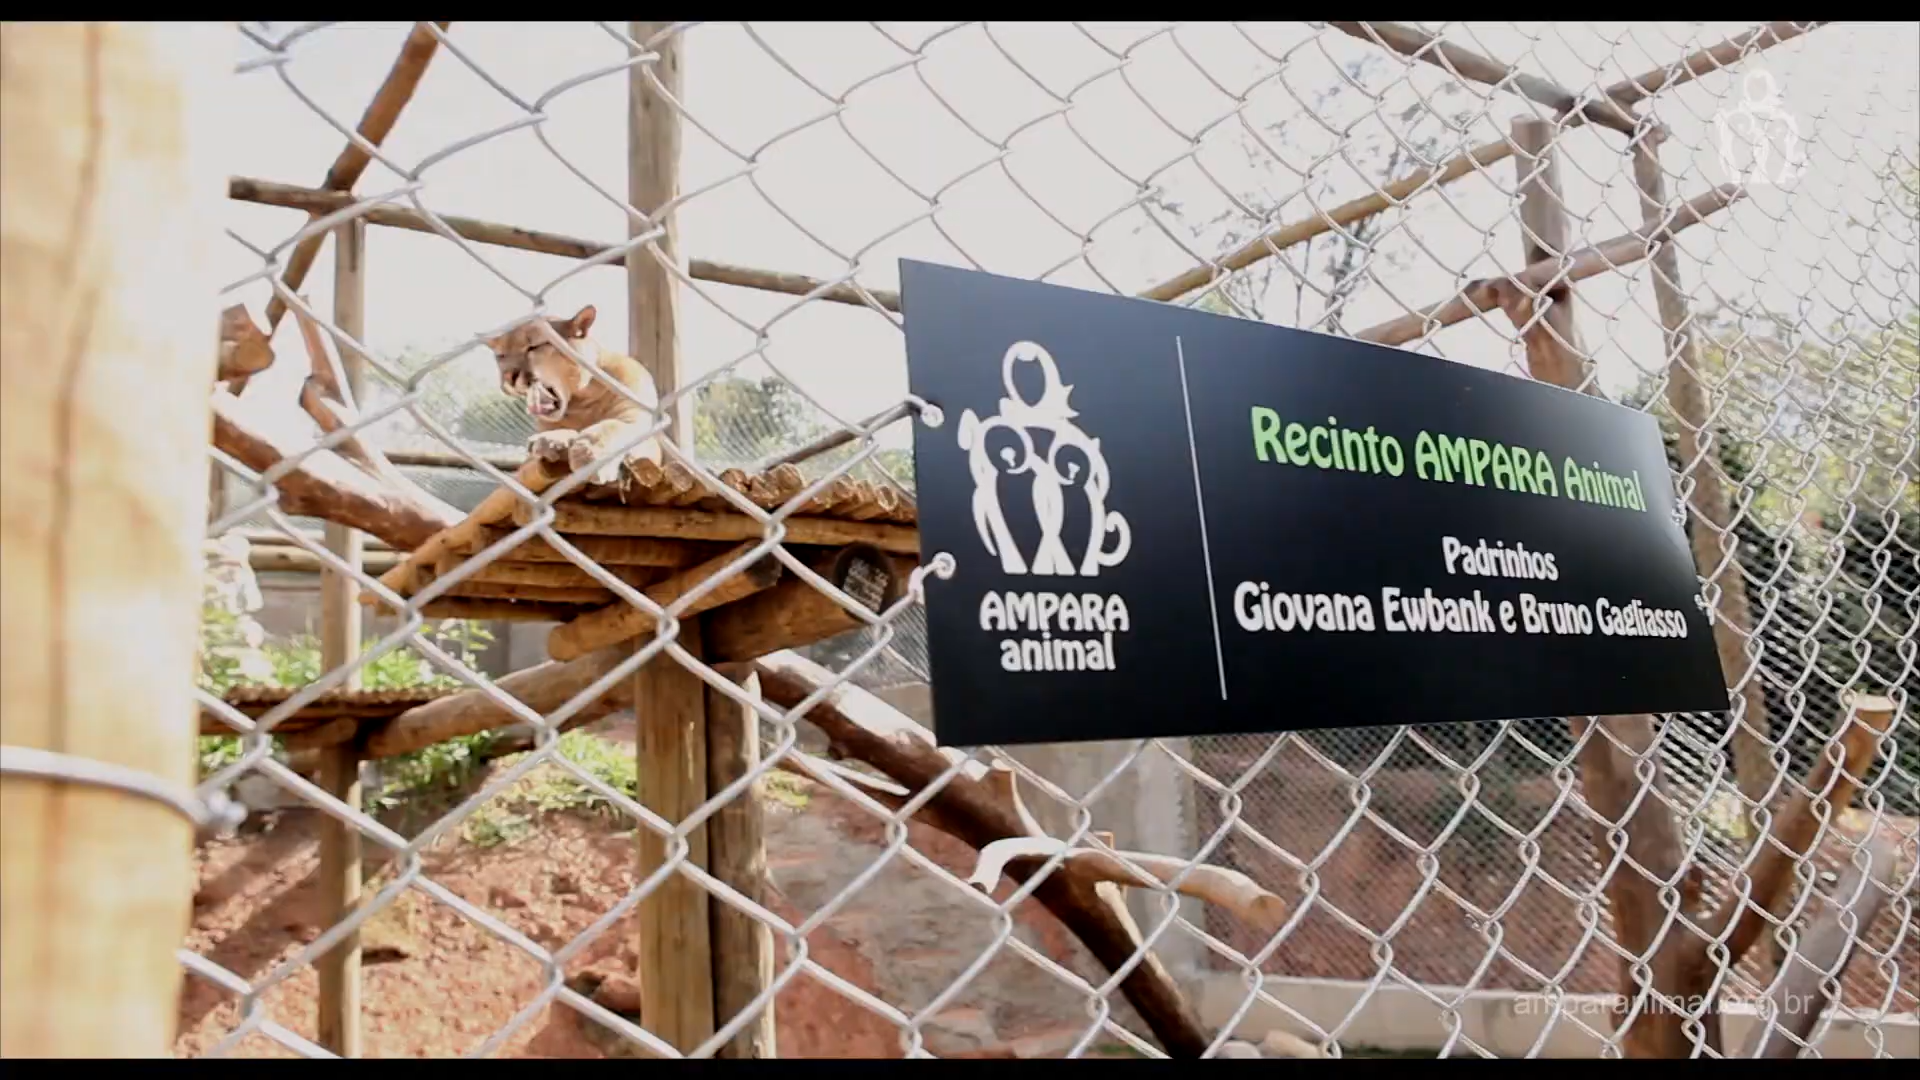 Recinto AMPARA Animal
Padrinhos
Giovana Ewbank e Bruno Gagliasso
AMPARA
animal
amparanimal.org.br